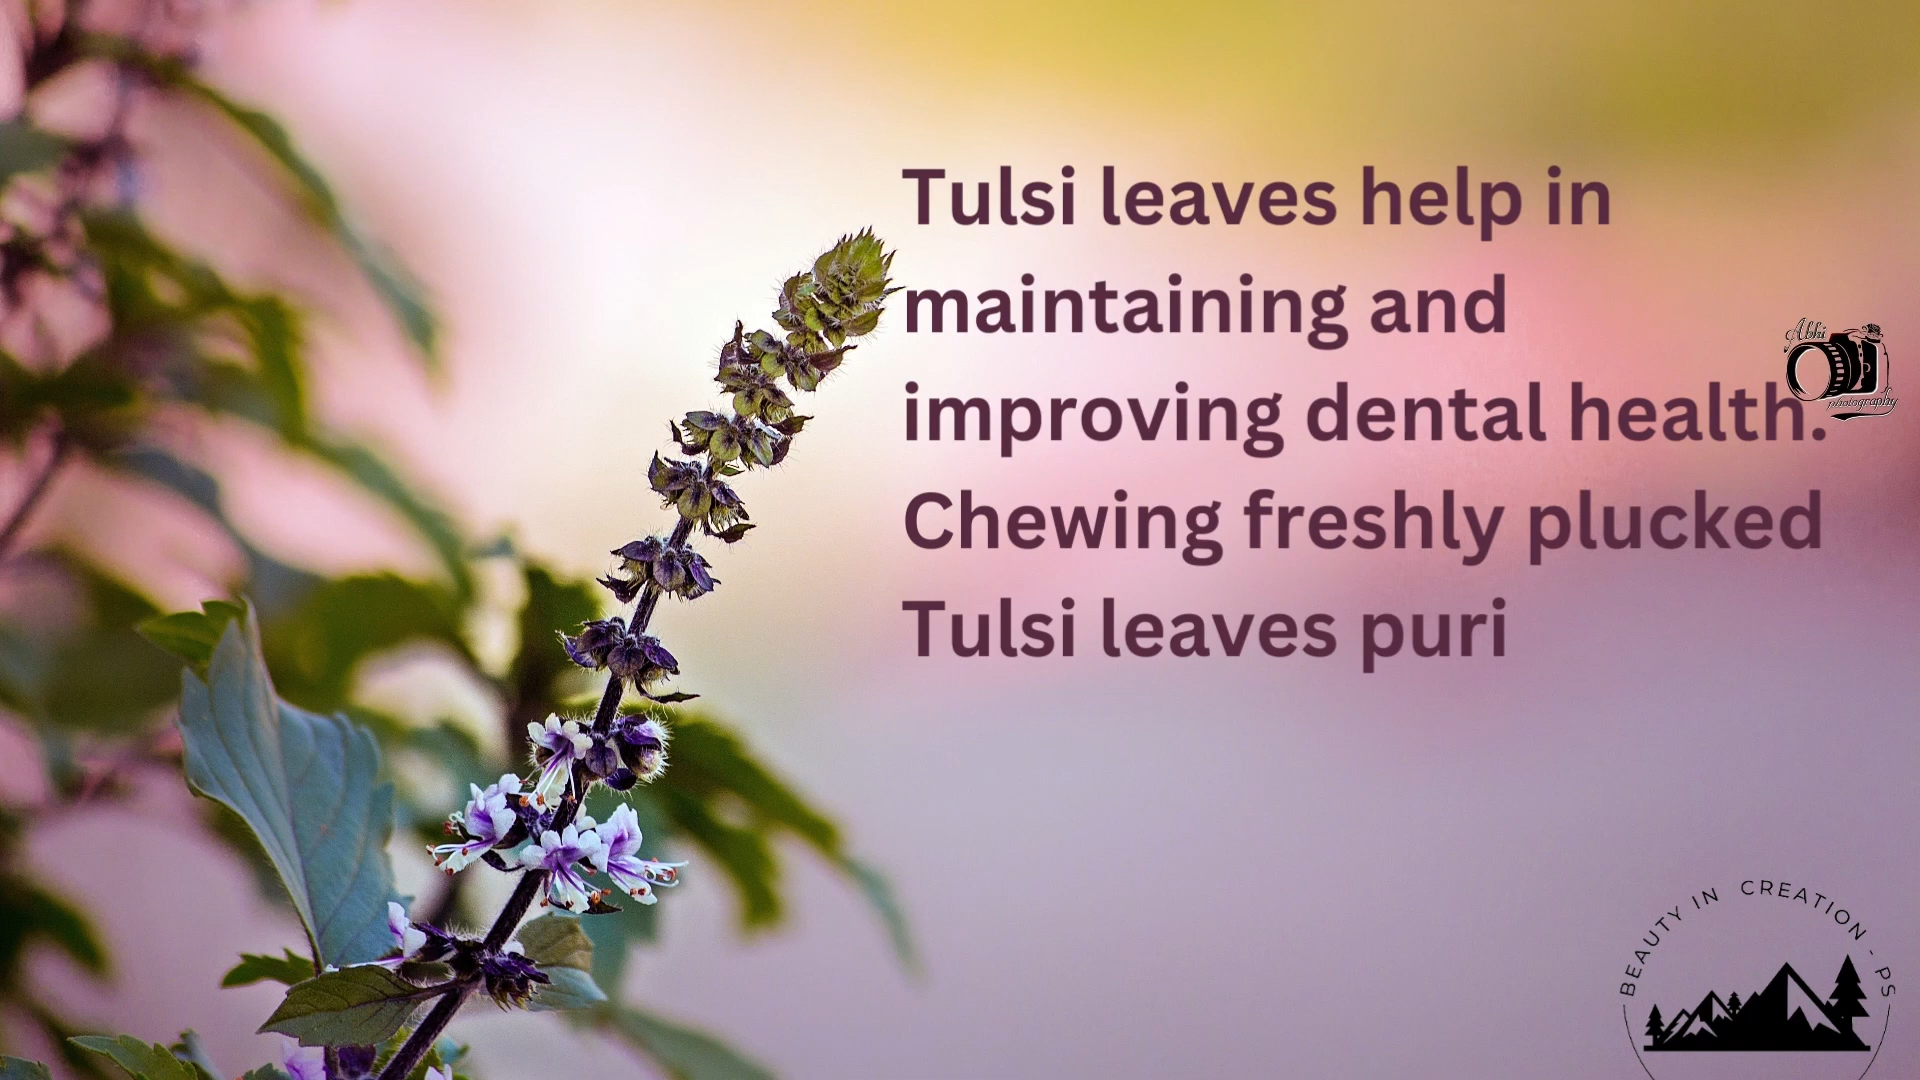 Tulsi leaves help in
maintaining and
improving dental health.
Chewing freshly plucked
Tulsi leaves puri
Abhi
photography
BEAUTY IN CREATION - PS